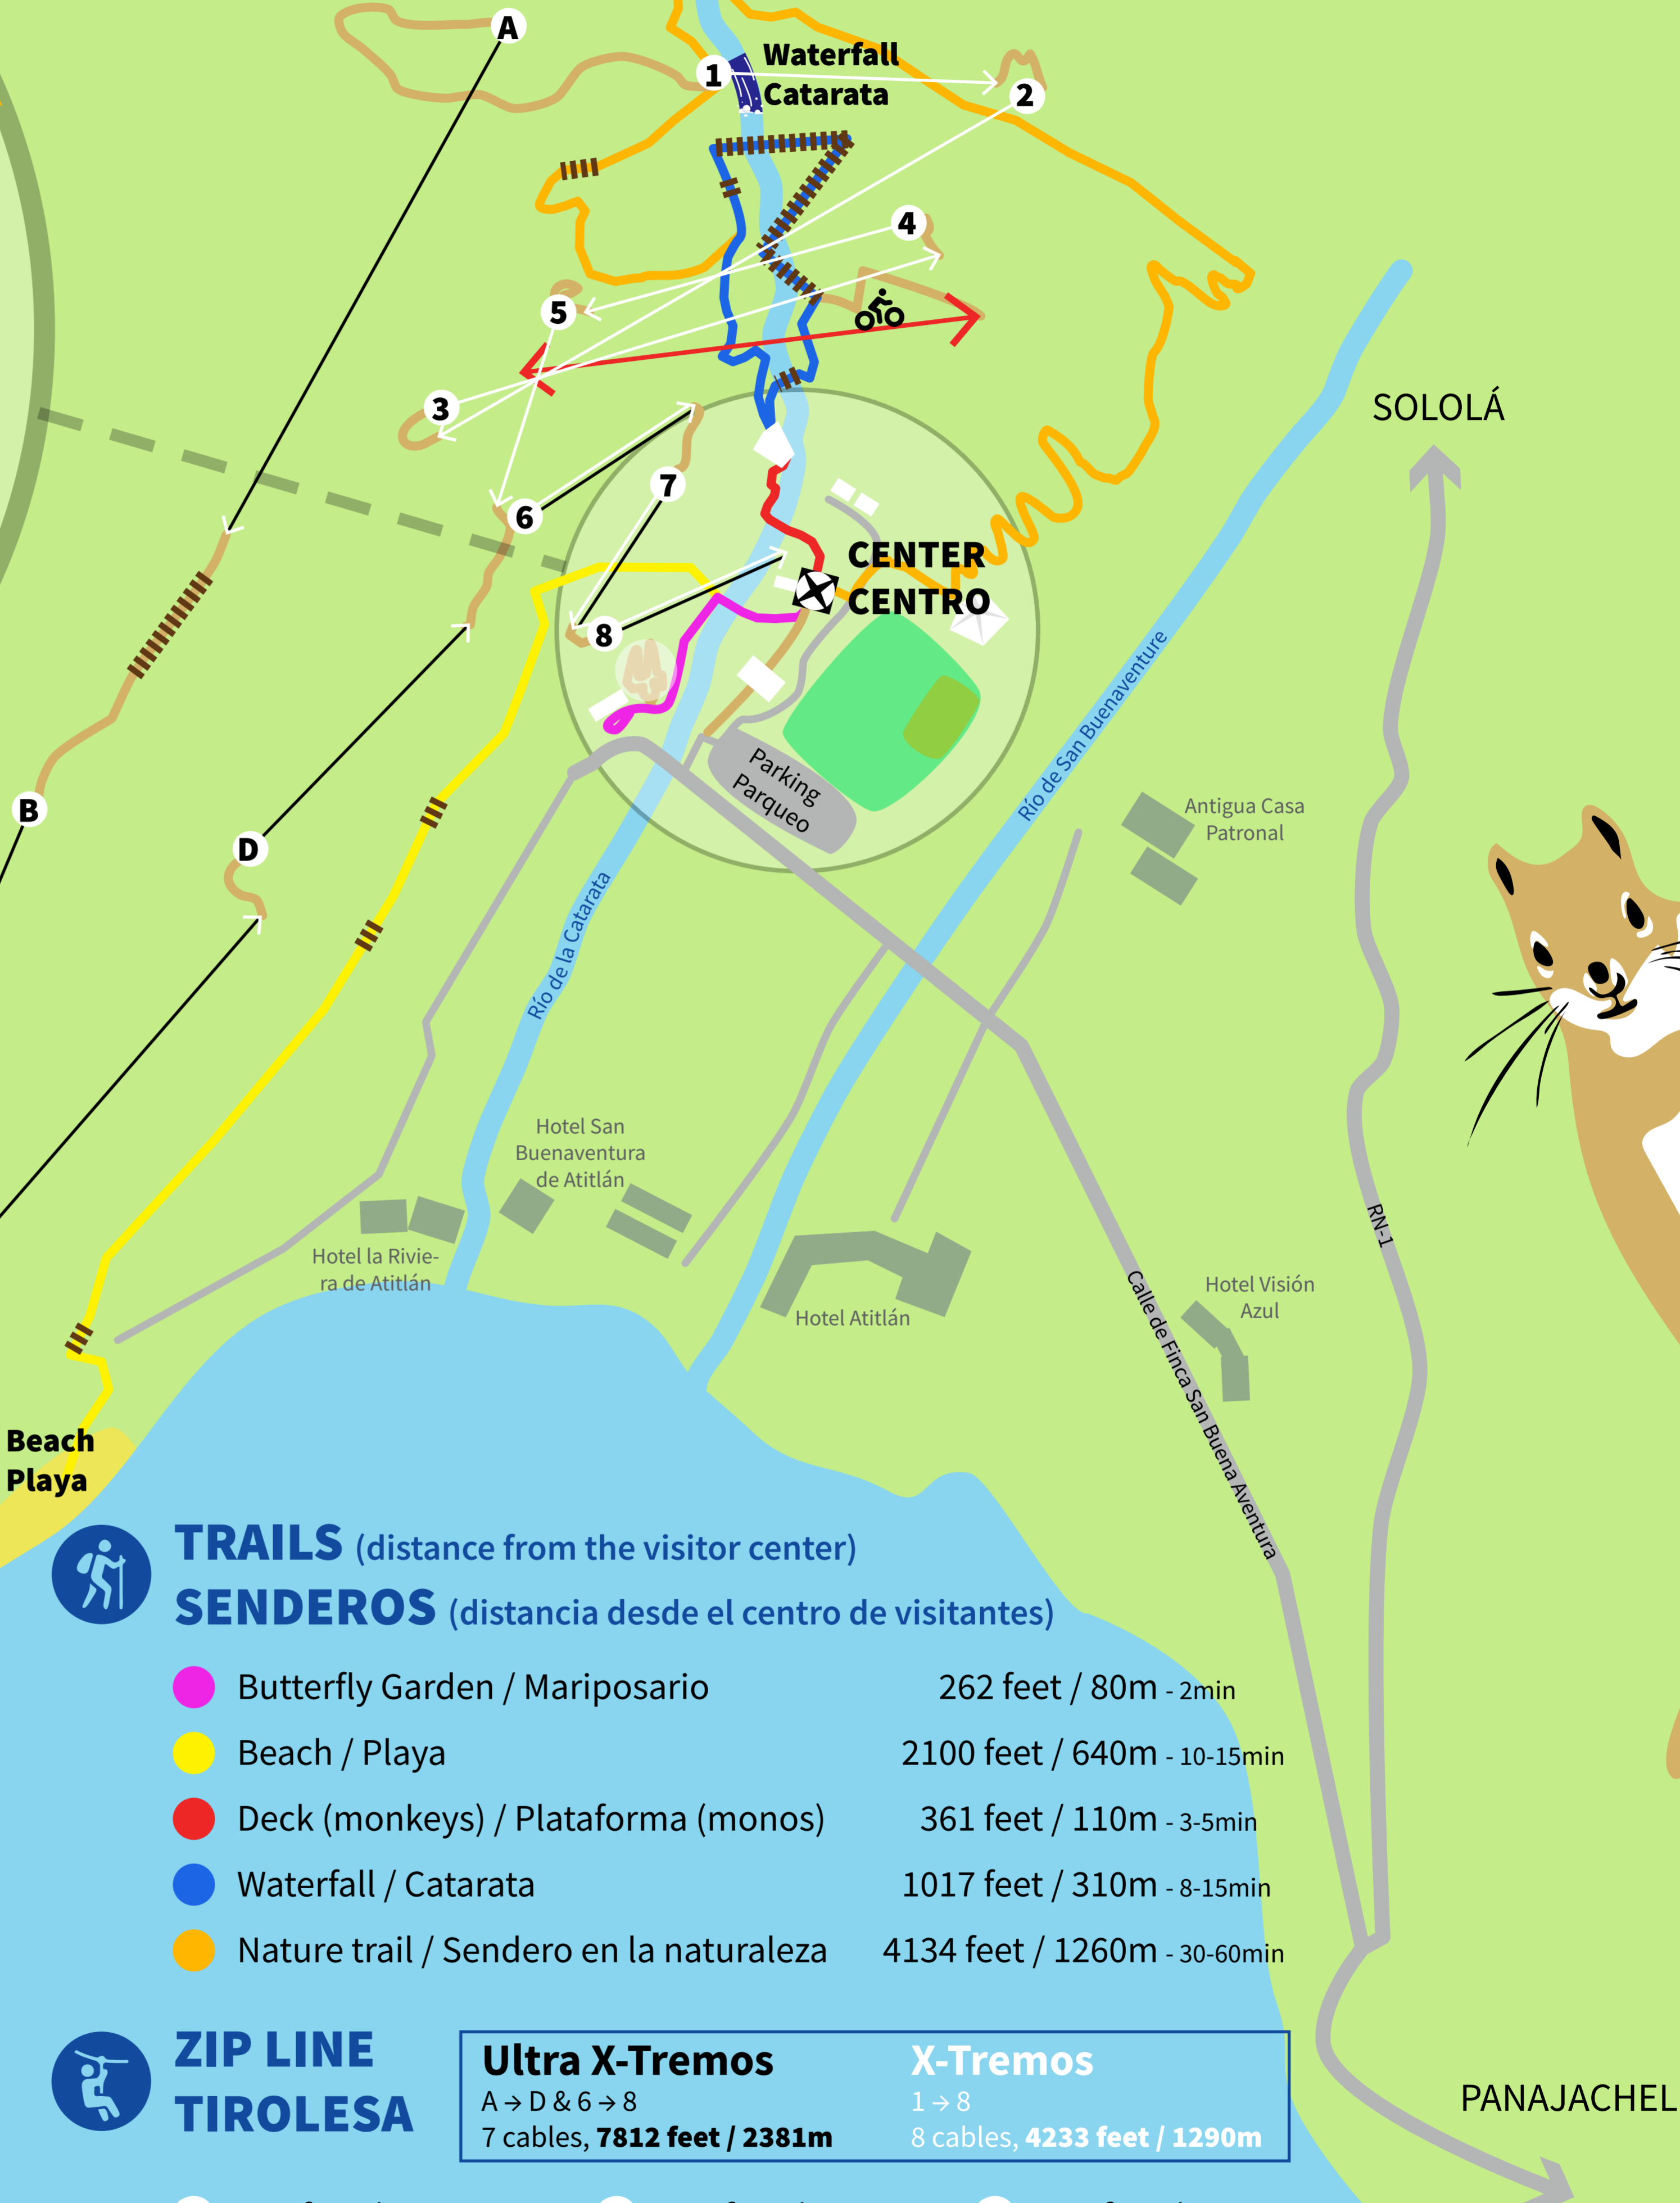 A
Waterfall
Catarata
1
2
4
5
3
6
7
8
CENTER
CENTRO
SOLOLÁ
Parking
Parqueo
Río de San Buenaventure
Antigua Casa
Patronal
B
D
Río de la Catarata
Hotel San
Buenaventura
de Atitlán
Hotel la Rivie-
ra de Atitlán
Hotel Atitlán
RN-1
Hotel Visión
Azul
Calle de Finca San Buena Aventura
Beach
Playa
TRAILS (distance from the visitor center)
SENDEROS (distancia desde el centro de visitantes)
Butterfly Garden / Mariposario 262 feet / 80m - 2min
Beach / Playa 2100 feet / 640m - 10-15min
Deck (monkeys) / Plataforma (monos) 361 feet / 110m - 3-5min
Waterfall / Catarata 1017 feet / 310m - 8-15min
Nature trail / Sendero en la naturaleza 4134 feet / 1260m - 30-60min
ZIP LINE
TIROLESA
Ultra X-Tremos
A → D & 6 → 8
7 cables, 7812 feet / 2381m
X-Tremos
1 → 8
8 cables, 4233 feet / 1290m
PANAJACHEL